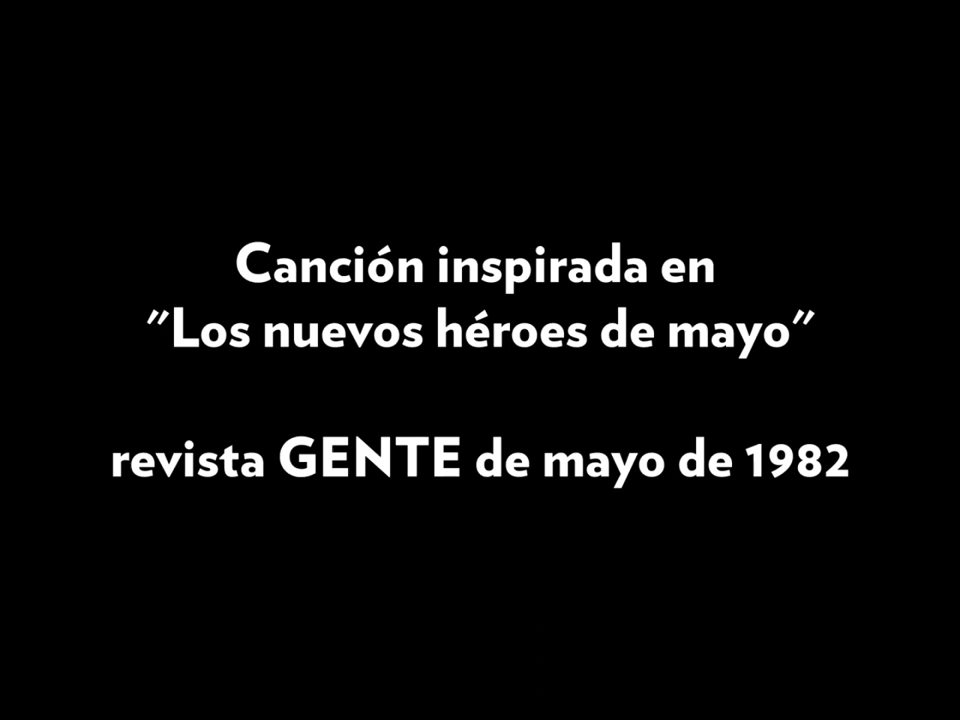 Canción inspirada en
"Los nuevos héroes de mayo"
revista GENTE de mayo de 1982